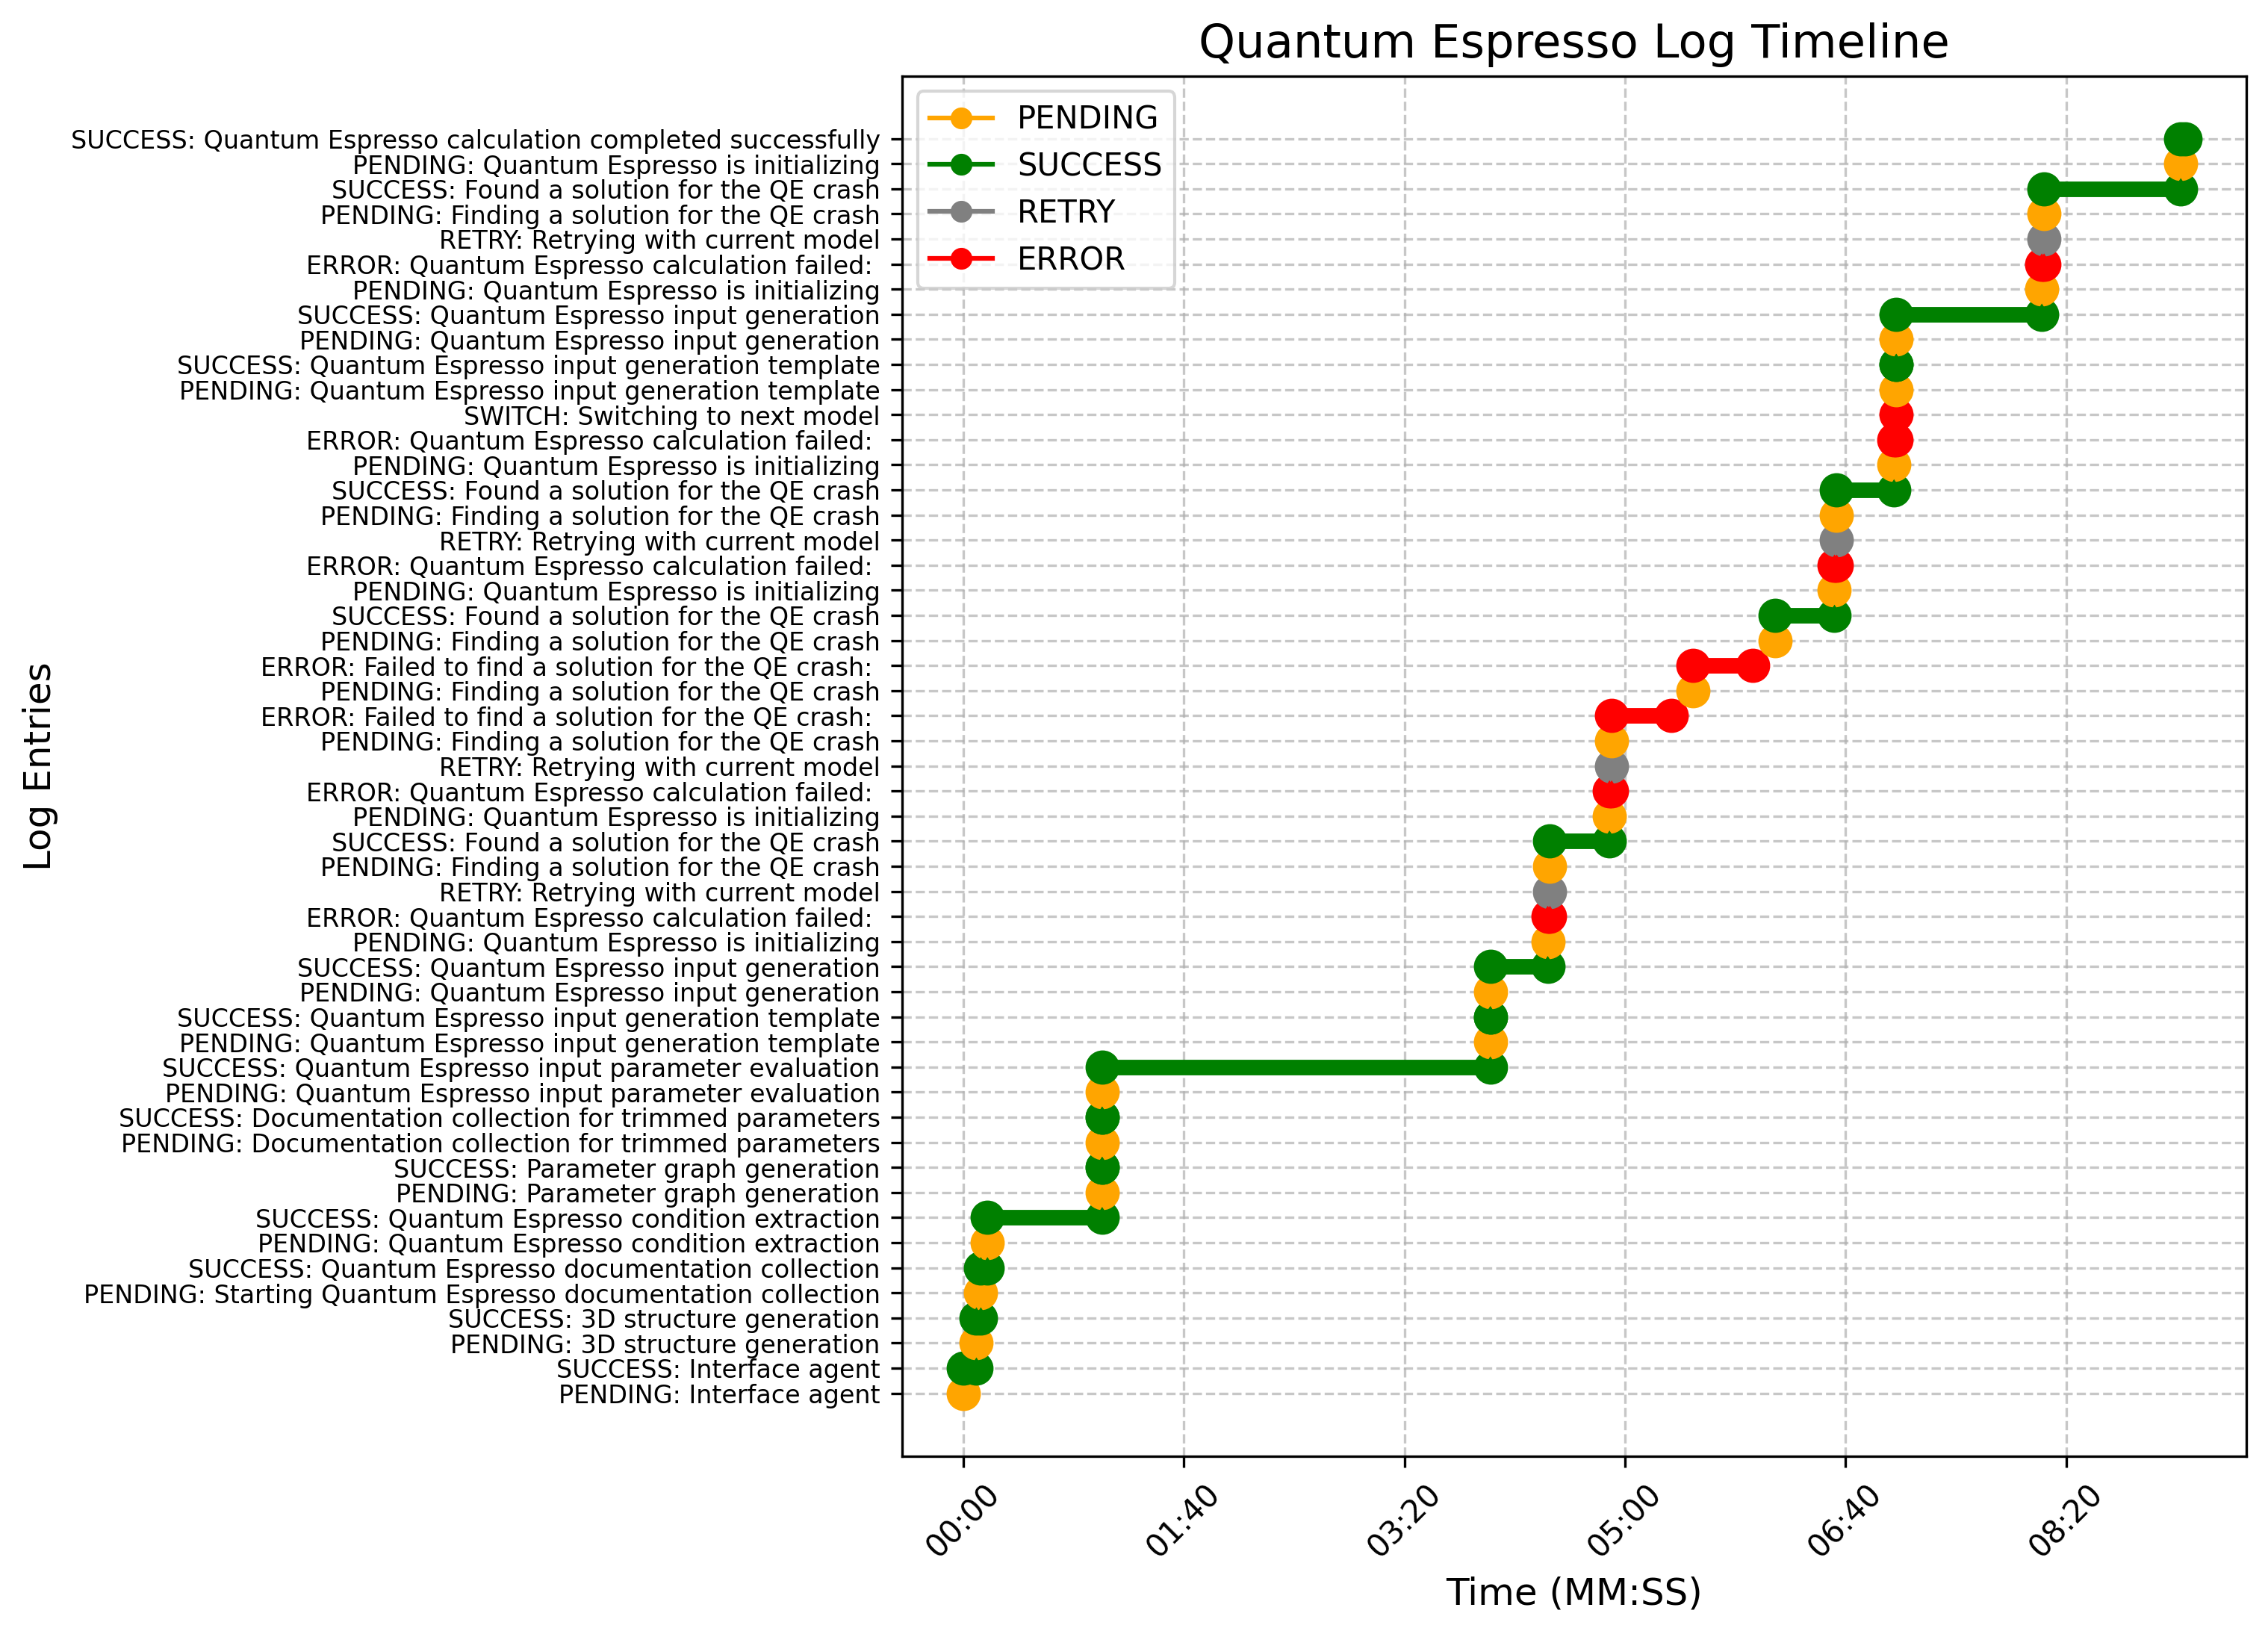 Quantum Espresso Log Timeline
PENDING
SUCCESS
RETRY
ERROR
SUCCESS: Quantum Espresso calculation completed successfully
PENDING: Quantum Espresso is initializing
SUCCESS: Found a solution for the QE crash
PENDING: Finding a solution for the QE crash
RETRY: Retrying with current model
ERROR: Quantum Espresso calculation failed:
PENDING: Quantum Espresso is initializing
SUCCESS: Quantum Espresso input generation
PENDING: Quantum Espresso input generation
SUCCESS: Quantum Espresso input generation template
PENDING: Quantum Espresso input generation template
SWITCH: Switching to next model
ERROR: Quantum Espresso calculation failed:
PENDING: Quantum Espresso is initializing
SUCCESS: Found a solution for the QE crash
PENDING: Finding a solution for the QE crash
RETRY: Retrying with current model
ERROR: Quantum Espresso calculation failed:
PENDING: Quantum Espresso is initializing
SUCCESS: Found a solution for the QE crash
PENDING: Finding a solution for the QE crash
ERROR: Failed to find a solution for the QE crash:
PENDING: Finding a solution for the QE crash
ERROR: Failed to find a solution for the QE crash:
PENDING: Finding a solution for the QE crash
RETRY: Retrying with current model
ERROR: Quantum Espresso calculation failed:
PENDING: Quantum Espresso is initializing
SUCCESS: Found a solution for the QE crash
PENDING: Finding a solution for the QE crash
RETRY: Retrying with current model
ERROR: Quantum Espresso calculation failed:
PENDING: Quantum Espresso is initializing
SUCCESS: Quantum Espresso input generation
PENDING: Quantum Espresso input generation
SUCCESS: Quantum Espresso input generation template
PENDING: Quantum Espresso input generation template
SUCCESS: Quantum Espresso input parameter evaluation
PENDING: Quantum Espresso input parameter evaluation
SUCCESS: Documentation collection for trimmed parameters
PENDING: Documentation collection for trimmed parameters
SUCCESS: Parameter graph generation
PENDING: Parameter graph generation
SUCCESS: Quantum Espresso condition extraction
PENDING: Quantum Espresso condition extraction
SUCCESS: Quantum Espresso documentation collection
PENDING: Starting Quantum Espresso documentation collection
SUCCESS: 3D structure generation
PENDING: 3D structure generation
SUCCESS: Interface agent
PENDING: Interface agent
Log Entries
00:00
01:40
03:20
05:00
06:40
08:20
Time (MM:SS)